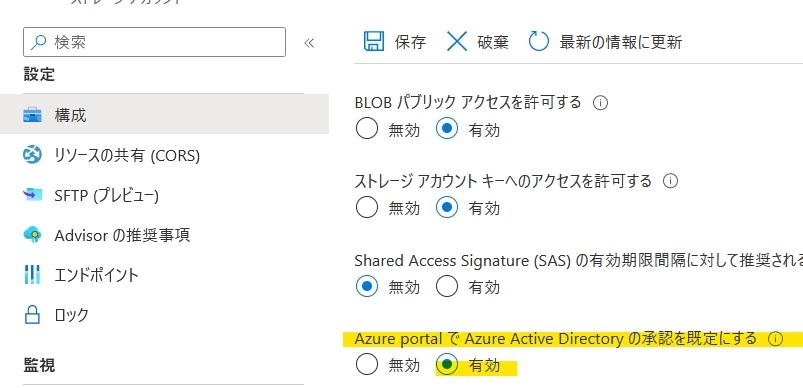 ストレージ アカウント
検索
«
設定
構成
リソースの共有 (CORS)
SFTP (プレビュー)
Advisor の推奨事項
エンドポイント
ロック
監視
保存 破棄 最新の情報に更新
BLOB パブリック アクセスを許可する
無効 有効
ストレージ アカウント キーへのアクセスを許可する
無効 有効
Shared Access Signature (SAS) の有効期限間隔に対して推奨される
無効 有効
Azure portal で Azure Active Directory の承認を既定にする
無効 有効